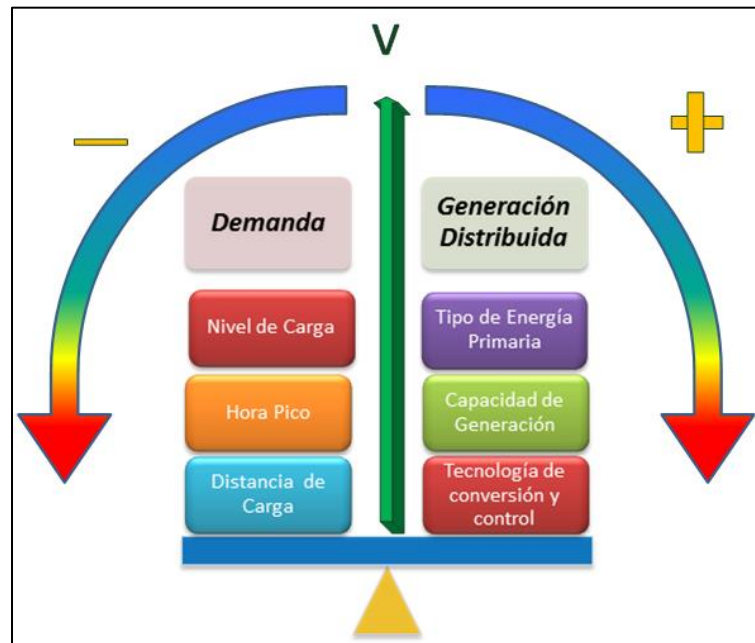 V
−
+
Demanda
Nivel de Carga
Hora Pico
Distancia de
Carga
Generación
Distribuida
Tipo de Energía
Primaria
Capacidad de
Generación
Tecnología de
conversión y
control